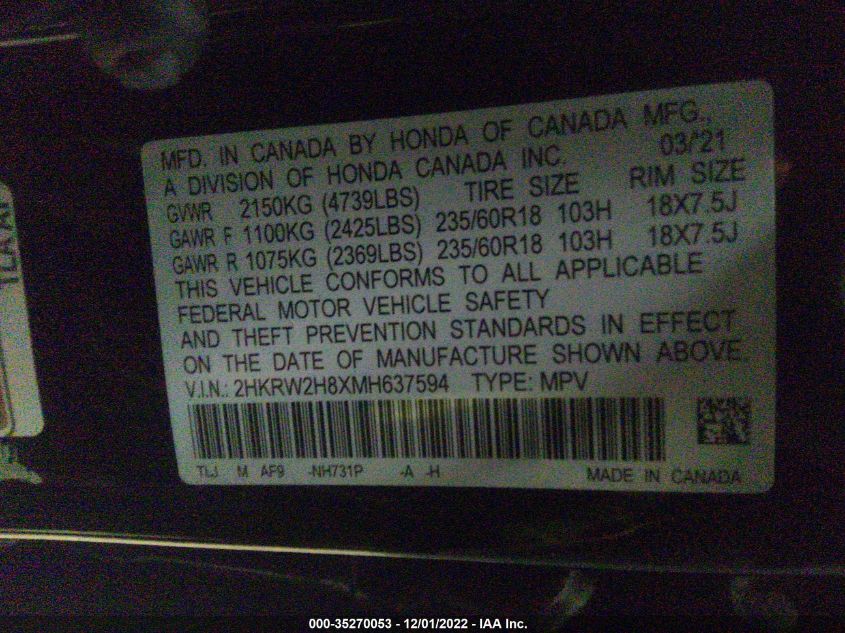 MFD. IN CANADA BY HONDA OF CANADA MFG.,
A DIVISION OF HONDA CANADA INC. 03/'21
GVWR 2150KG (4739LBS) TIRE SIZE RIM SIZE
GAWR F 1100KG (2425LBS) 235/60R18 103H 18X7.5J
GAWR R 1075KG (2369LBS) 235/60R18 103H 18X7.5J
THIS VEHICLE CONFORMS TO ALL APPLICABLE
FEDERAL MOTOR VEHICLE SAFETY
AND THEFT PREVENTION STANDARDS IN EFFECT
ON THE DATE OF MANUFACTURE SHOWN ABOVE.
V.I.N.: 2HKRW2H8XMH637594 TYPE: MPV
TLJ M AF9 -NH731P -A -H MADE IN CANADA
000-35270053 - 12/01/2022 - IAA Inc.